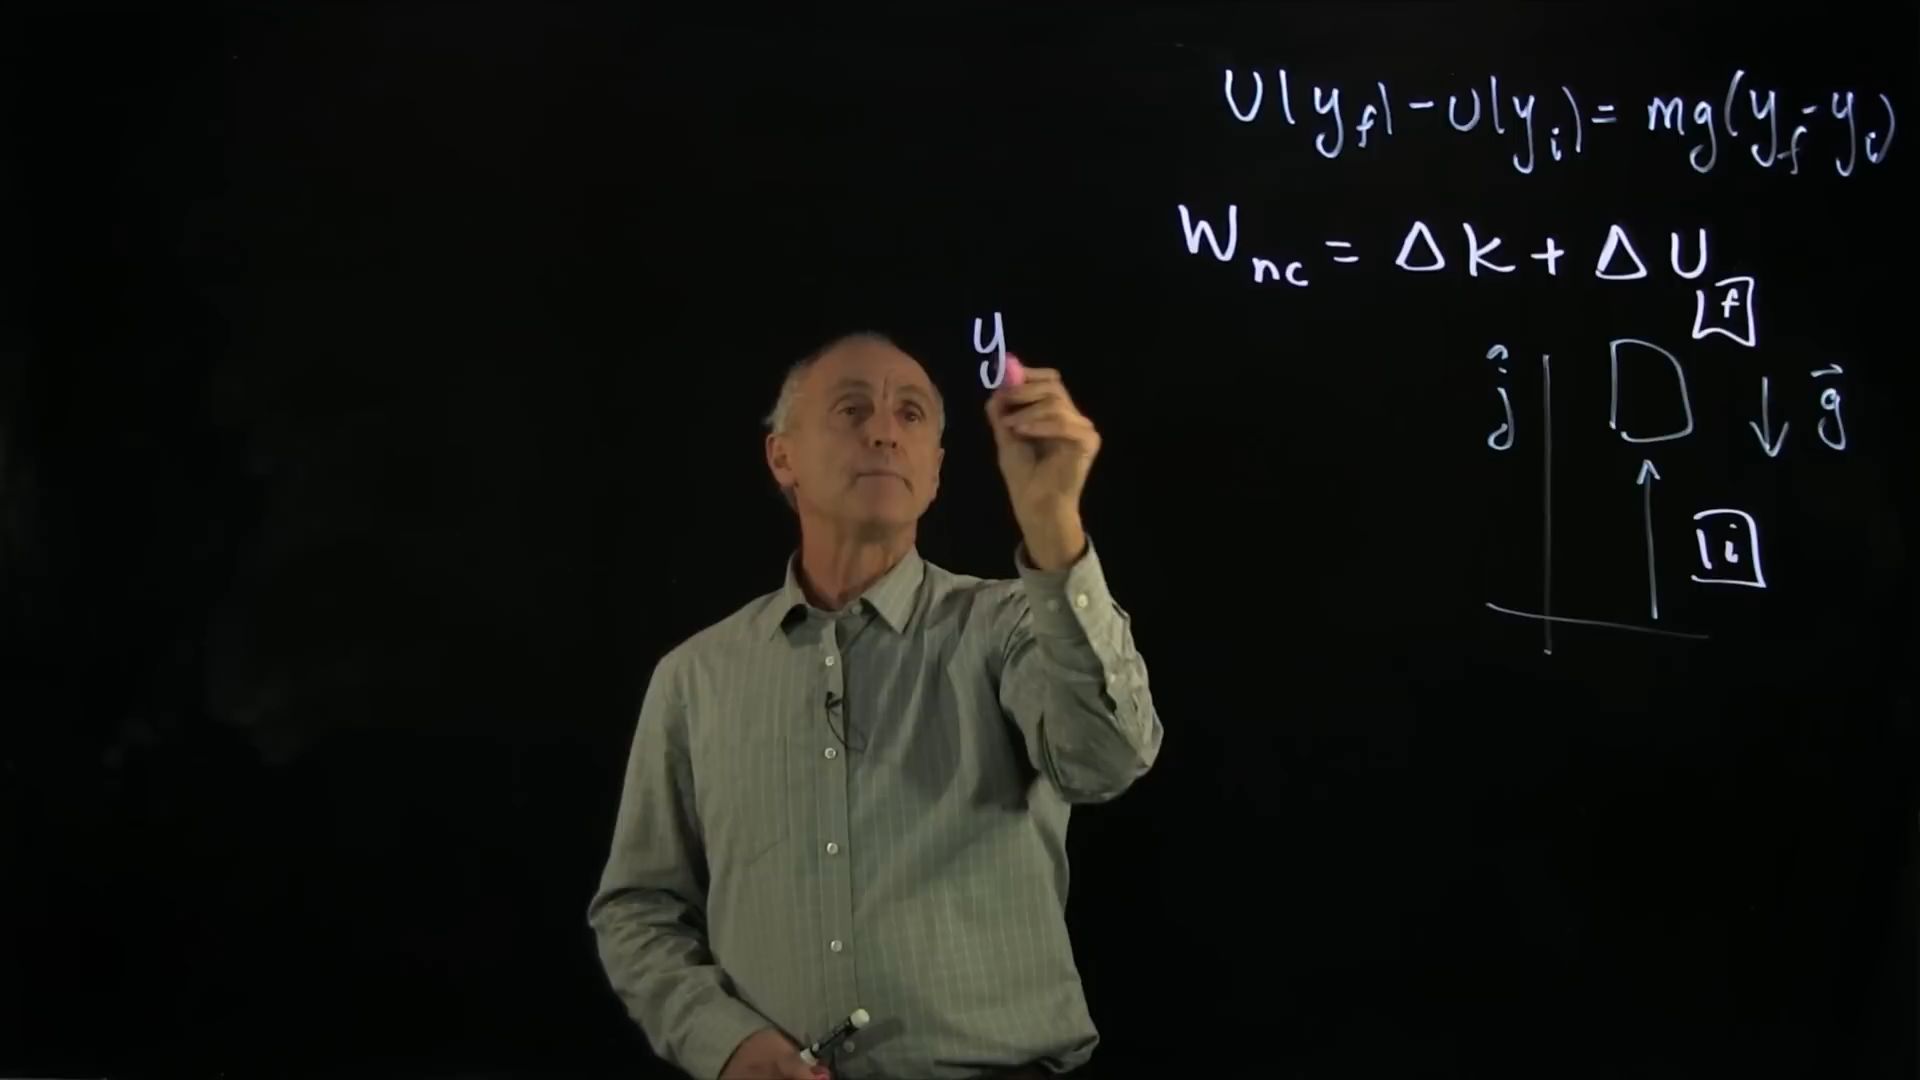 U(y_f) - U(y_i) = mg(y_f - y_i)
W_nc = ΔK + ΔU
y
f
ĵ
g⃗
i